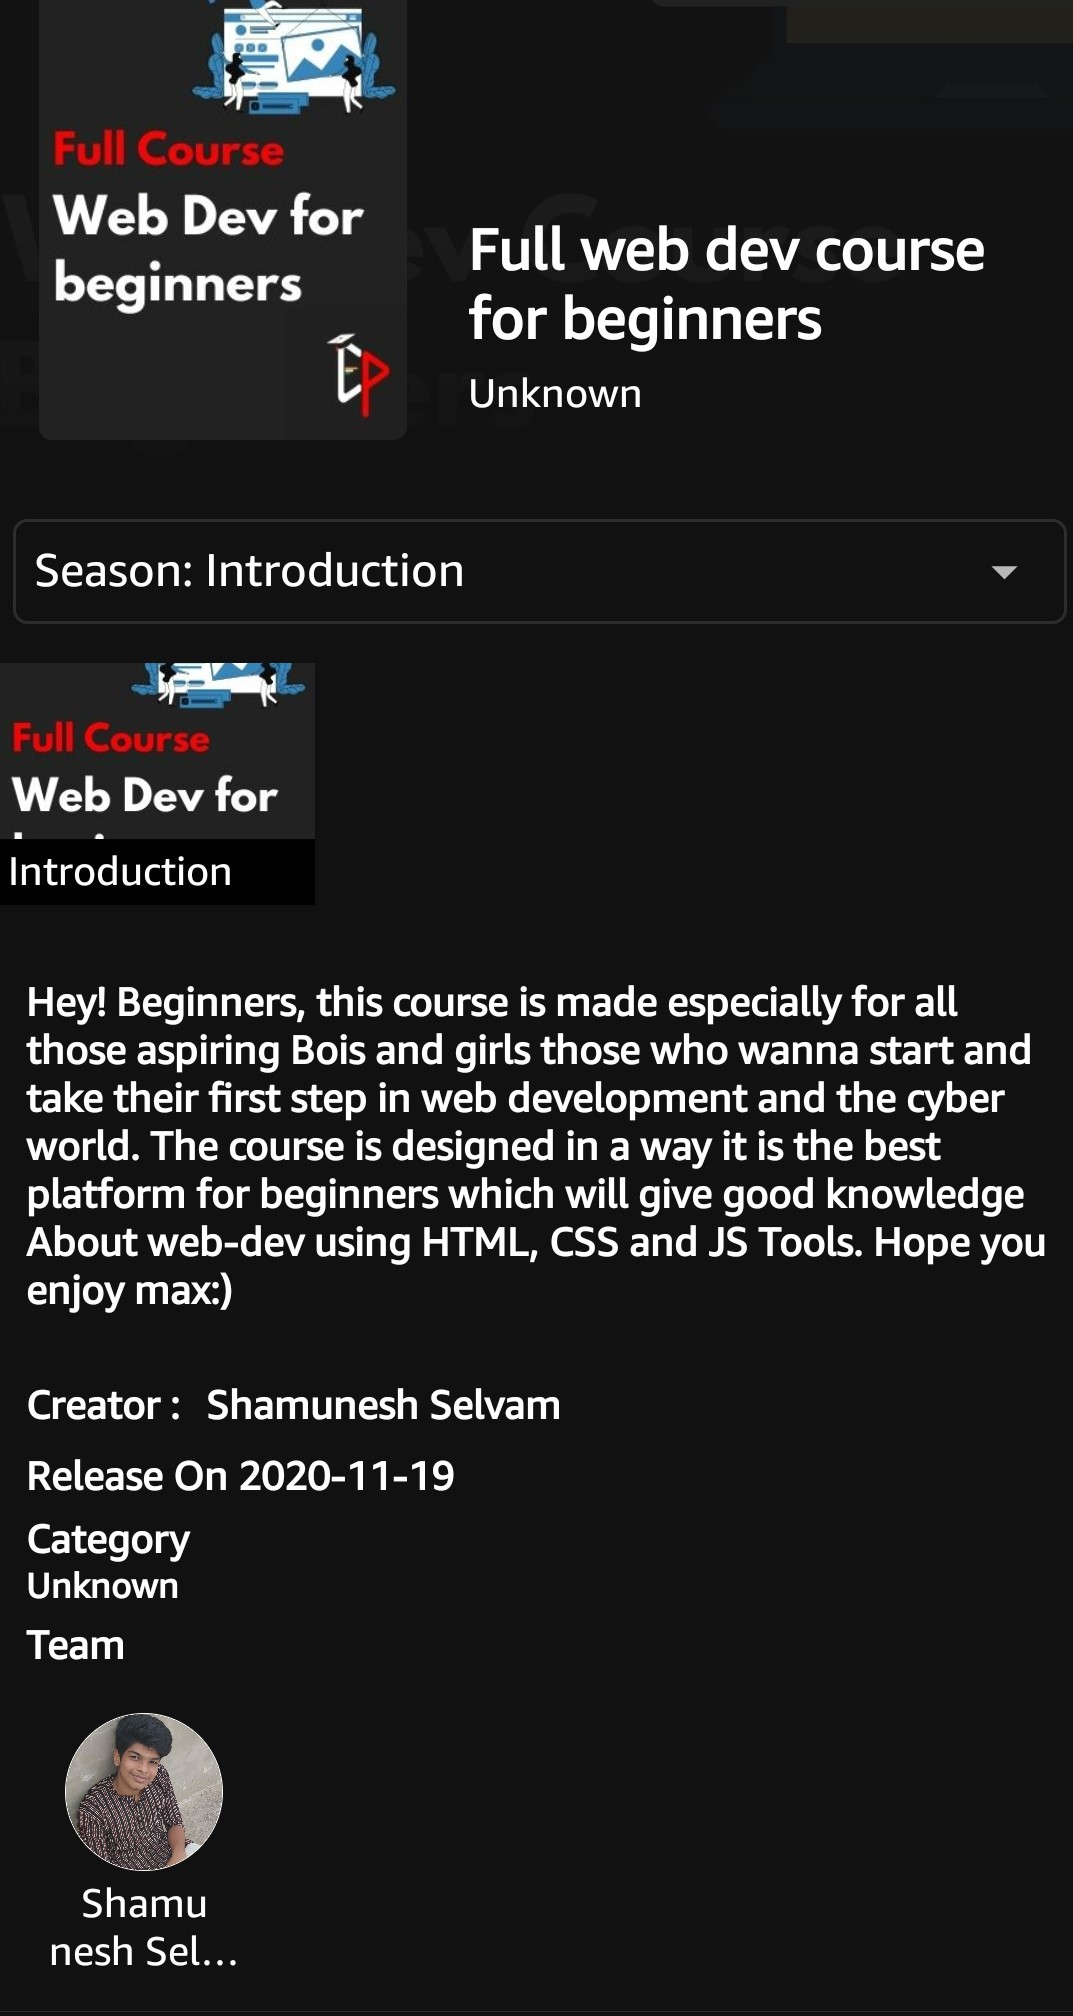 Full Course
Web Dev for
beginners
Full web dev course
for beginners
Unknown
Season: Introduction
Full Course
Web Dev for
Introduction
Hey! Beginners, this course is made especially for all
those aspiring Bois and girls those who wanna start and
take their first step in web development and the cyber
world. The course is designed in a way it is the best
platform for beginners which will give good knowledge
About web-dev using HTML, CSS and JS Tools. Hope you
enjoy max:)
Creator : Shamunesh Selvam
Release On 2020-11-19
Category
Unknown
Team
Shamu
nesh Sel...